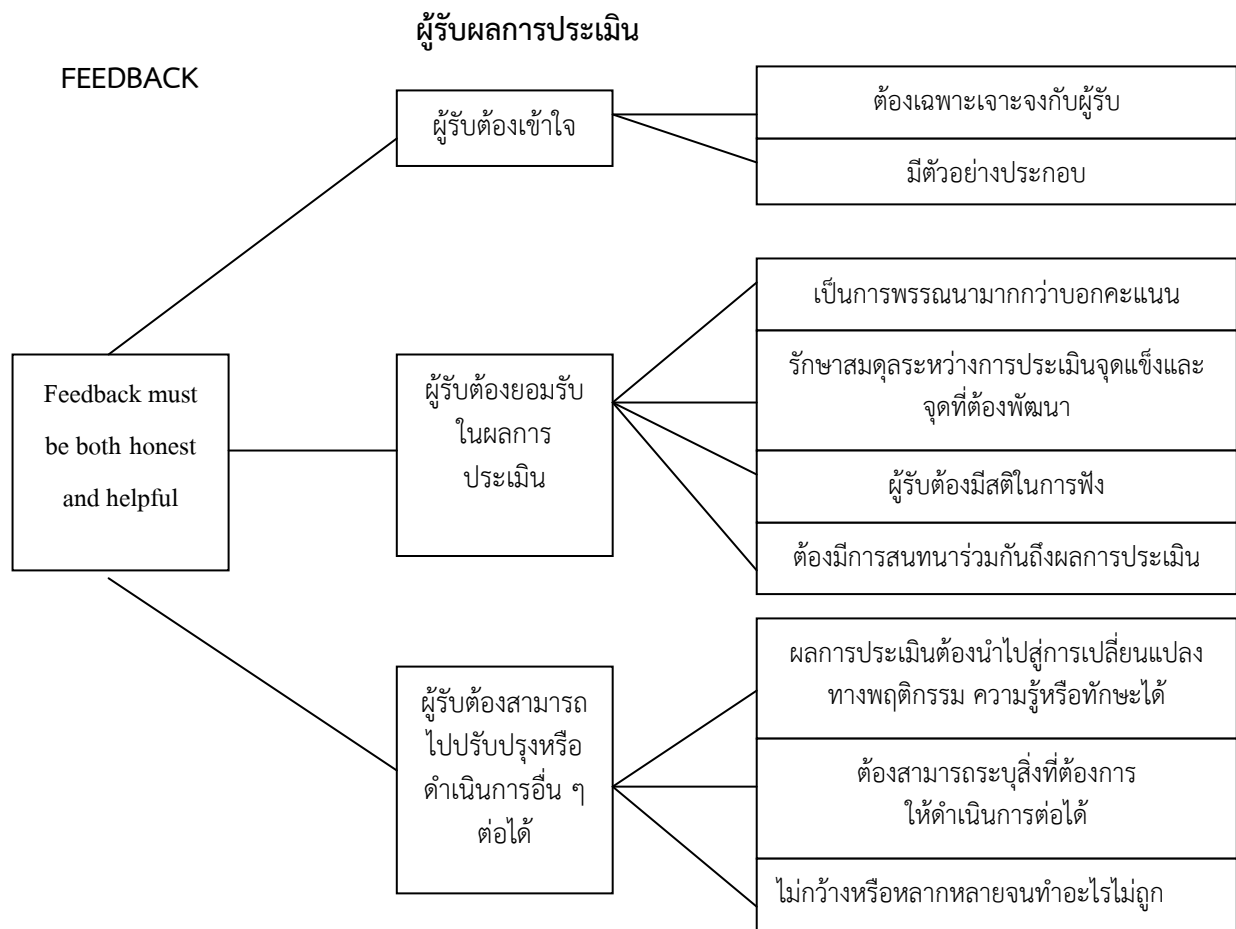 ผู้รับผลการประเมิน
FEEDBACK
ผู้รับต้องเข้าใจ
ต้องเฉพาะเจาะจงกับผู้รับ
มีตัวอย่างประกอบ
Feedback must
be both honest
and helpful
ผู้รับต้องยอมรับ
ในผลการ
ประเมิน
เป็นการพรรณนามากกว่าบอกคะแนน
รักษาสมดุลระหว่างการประเมินจุดแข็งและ
จุดที่ต้องพัฒนา
ผู้รับต้องมีสติในการฟัง
ต้องมีการสนทนาร่วมกันถึงผลการประเมิน
ผู้รับต้องสามารถ
ไปปรับปรุงหรือ
ดำเนินการอื่น ๆ
ต่อได้
ผลการประเมินต้องนำไปสู่การเปลี่ยนแปลง
ทางพฤติกรรม ความรู้หรือทักษะได้
ต้องสามารถระบุสิ่งที่ต้องการ
ให้ดำเนินการต่อได้
ไม่กว้างหรือหลากหลายจนทำอะไรไม่ถูก